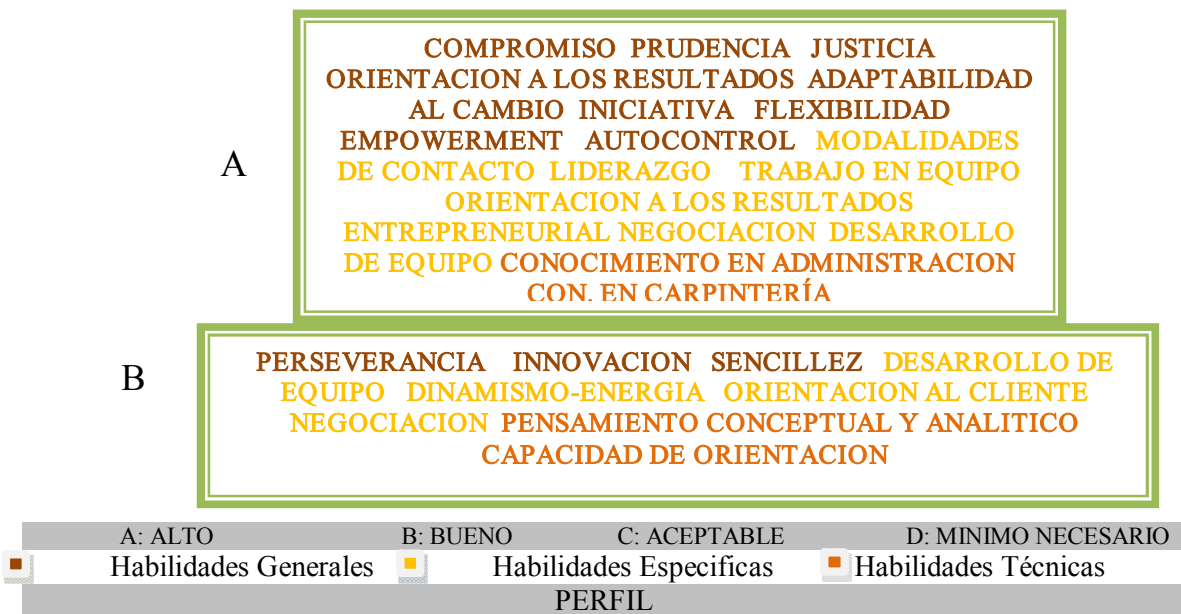 COMPROMISO PRUDENCIA JUSTICIA
ORIENTACION A LOS RESULTADOS ADAPTABILIDAD
AL CAMBIO INICIATIVA FLEXIBILIDAD
EMPOWERMENT AUTOCONTROL MODALIDADES
A
DE CONTACTO LIDERAZGO TRABAJO EN EQUIPO
ORIENTACION A LOS RESULTADOS
ENTREPRENEURIAL NEGOCIACION DESARROLLO
DE EQUIPO CONOCIMIENTO EN ADMINISTRACION
CON. EN CARPINTERÍA
PERSEVERANCIA INNOVACION SENCILLEZ DESARROLLO DE
B
EQUIPO DINAMISMO-ENERGIA ORIENTACION AL CLIENTE
NEGOCIACION PENSAMIENTO CONCEPTUAL Y ANALITICO
CAPACIDAD DE ORIENTACION
A: ALTO B: BUENO C: ACEPTABLE D: MINIMO NECESARIO
Habilidades Generales Habilidades Especificas Habilidades Técnicas
PERFIL